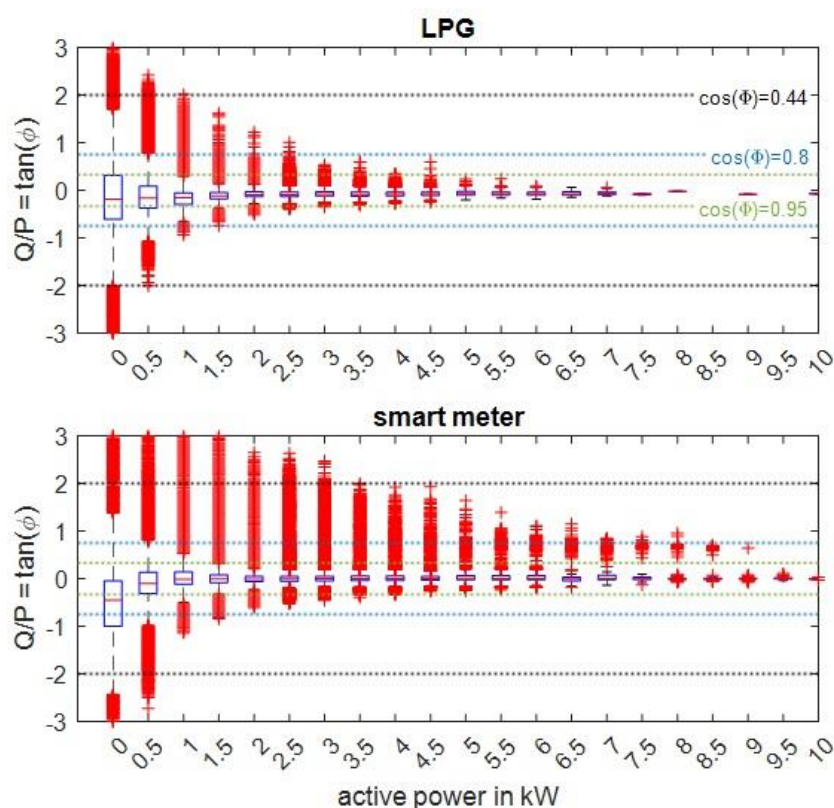 LPG
3
2
1
0
-1
-2
-3
Q/P = tan(ϕ)
cos(Φ)=0.44
cos(Φ)=0.8
cos(Φ)=0.95
0 0.5 1 1.5 2 2.5 3 3.5 4 4.5 5 5.5 6 6.5 7 7.5 8 8.5 9 9.5 10
smart meter
3
2
1
0
-1
-2
-3
Q/P = tan(ϕ)
0 0.5 1 1.5 2 2.5 3 3.5 4 4.5 5 5.5 6 6.5 7 7.5 8 8.5 9 9.5 10
active power in kW